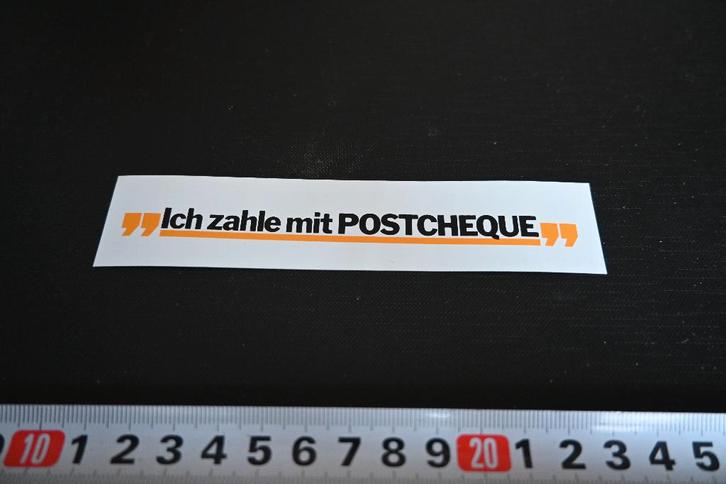 „Ich zahle mit POSTCHEQUE”
10 1 2 3 4 5 6 7 8 9 20 1 2 3 4 5